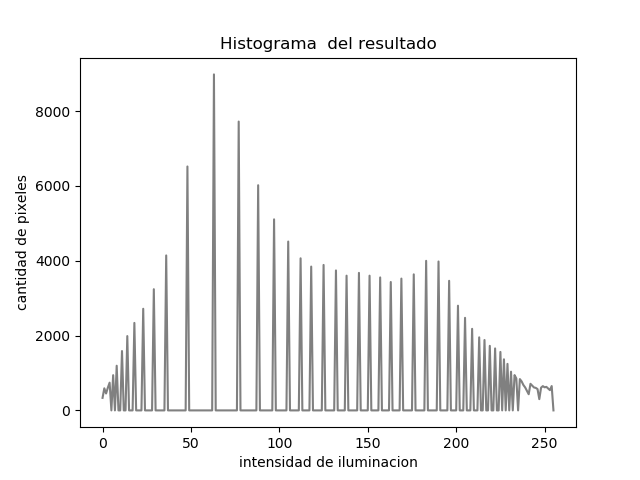 Histograma  del resultado
cantidad de pixeles
8000
6000
4000
2000
0
0 50 100 150 200 250
intensidad de iluminacion